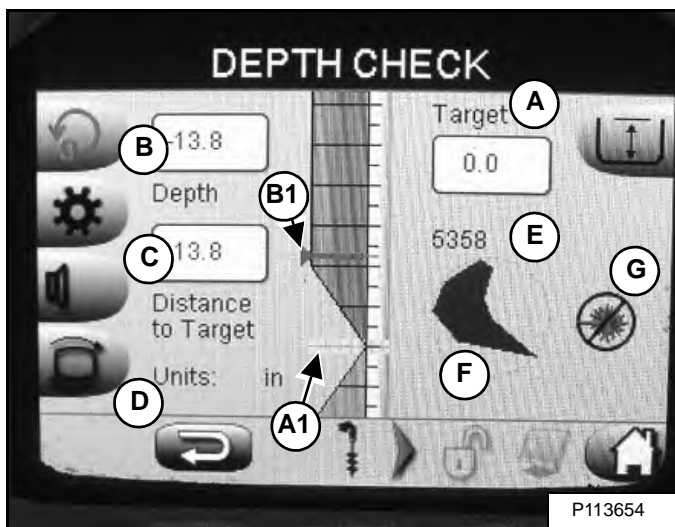 DEPTH CHECK
Target
A
0.0
B
-13.8
Depth
B1
C
13.8
Distance
to Target
5358
E
G
F
Units: in
D
A1
P113654